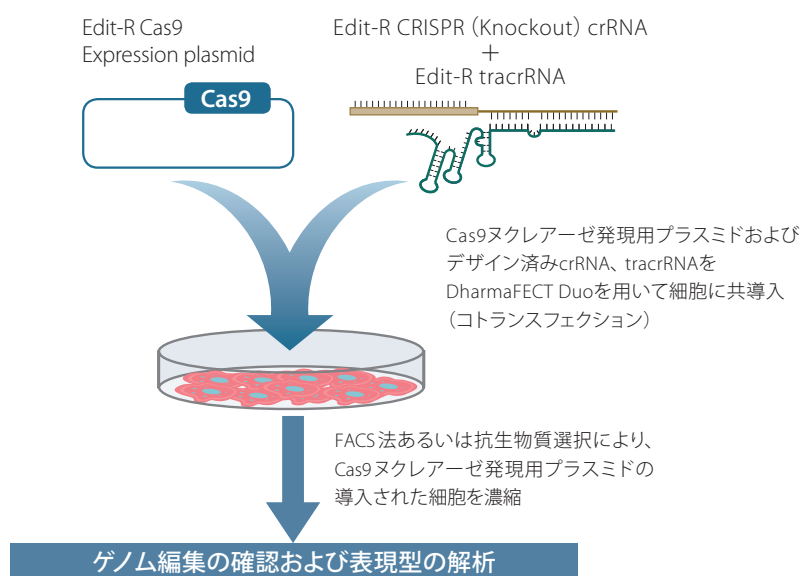 Edit-R Cas9
Expression plasmid
Cas9
Edit-R CRISPR（Knockout）crRNA
+
Edit-R tracrRNA
Cas9ヌクレアーゼ発現用プラスミドおよび
デザイン済みcrRNA、tracrRNAを
DharmaFECT Duoを用いて細胞に共導入
（コトランスフェクション）
FACS法あるいは抗生物質選択により、
Cas9ヌクレアーゼ発現用プラスミドの
導入された細胞を濃縮
ゲノム編集の確認および表現型の解析